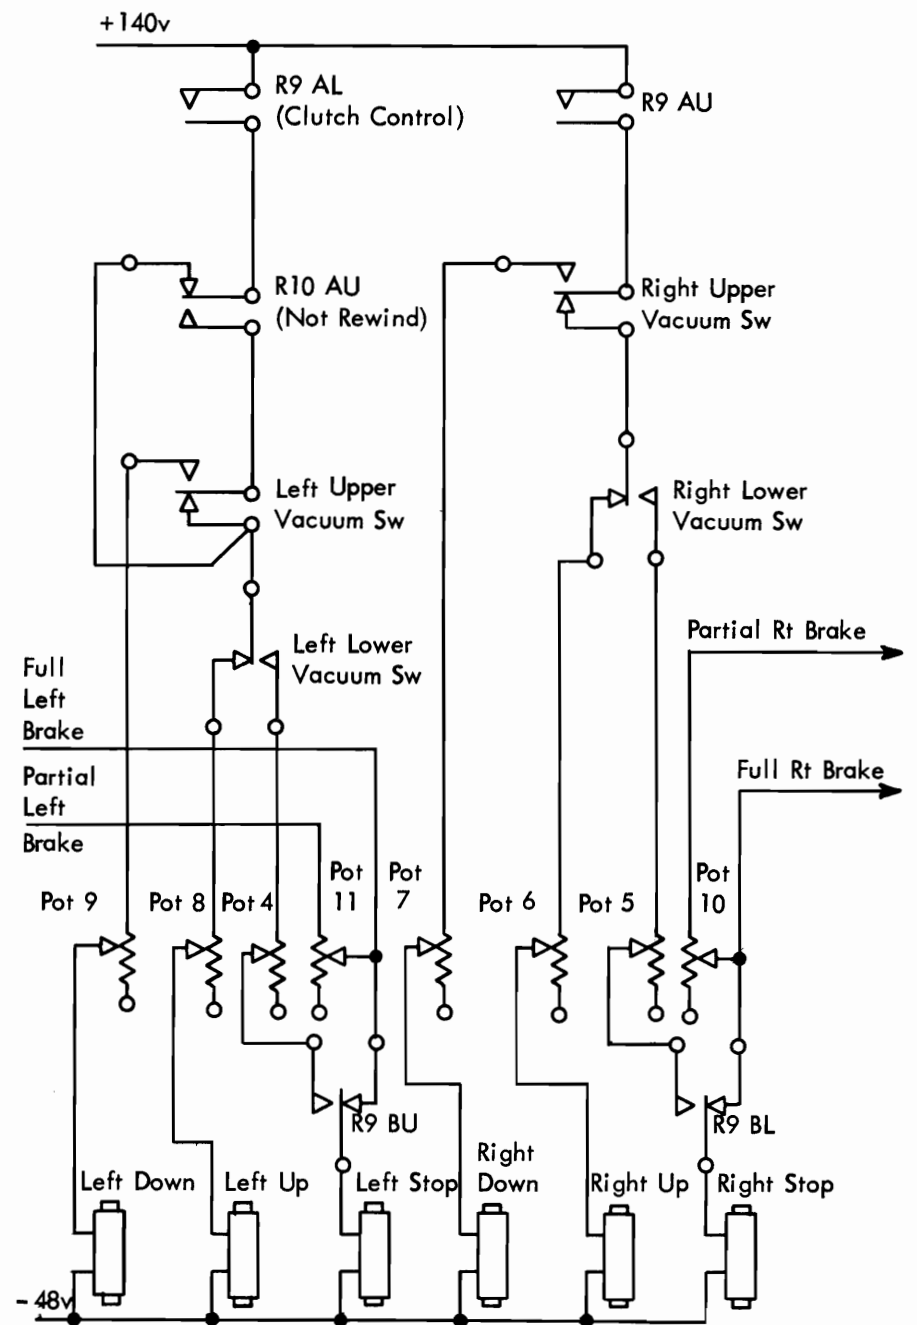 +140v
R9 AL
(Clutch Control)
R9 AU
R10 AU
(Not Rewind)
Right Upper
Vacuum Sw
Left Upper
Vacuum Sw
Right Lower
Vacuum Sw
Left Lower
Vacuum Sw
Partial Rt Brake
Full
Left
Brake
Full Rt Brake
Partial
Left
Brake
Pot 9
Pot 8
Pot 4
Pot
11
Pot
7
Pot 6
Pot 5
Pot
10
R9 BU
R9 BL
Left Down
Left Up
Left Stop
Right
Down
Right Up
Right Stop
-48v